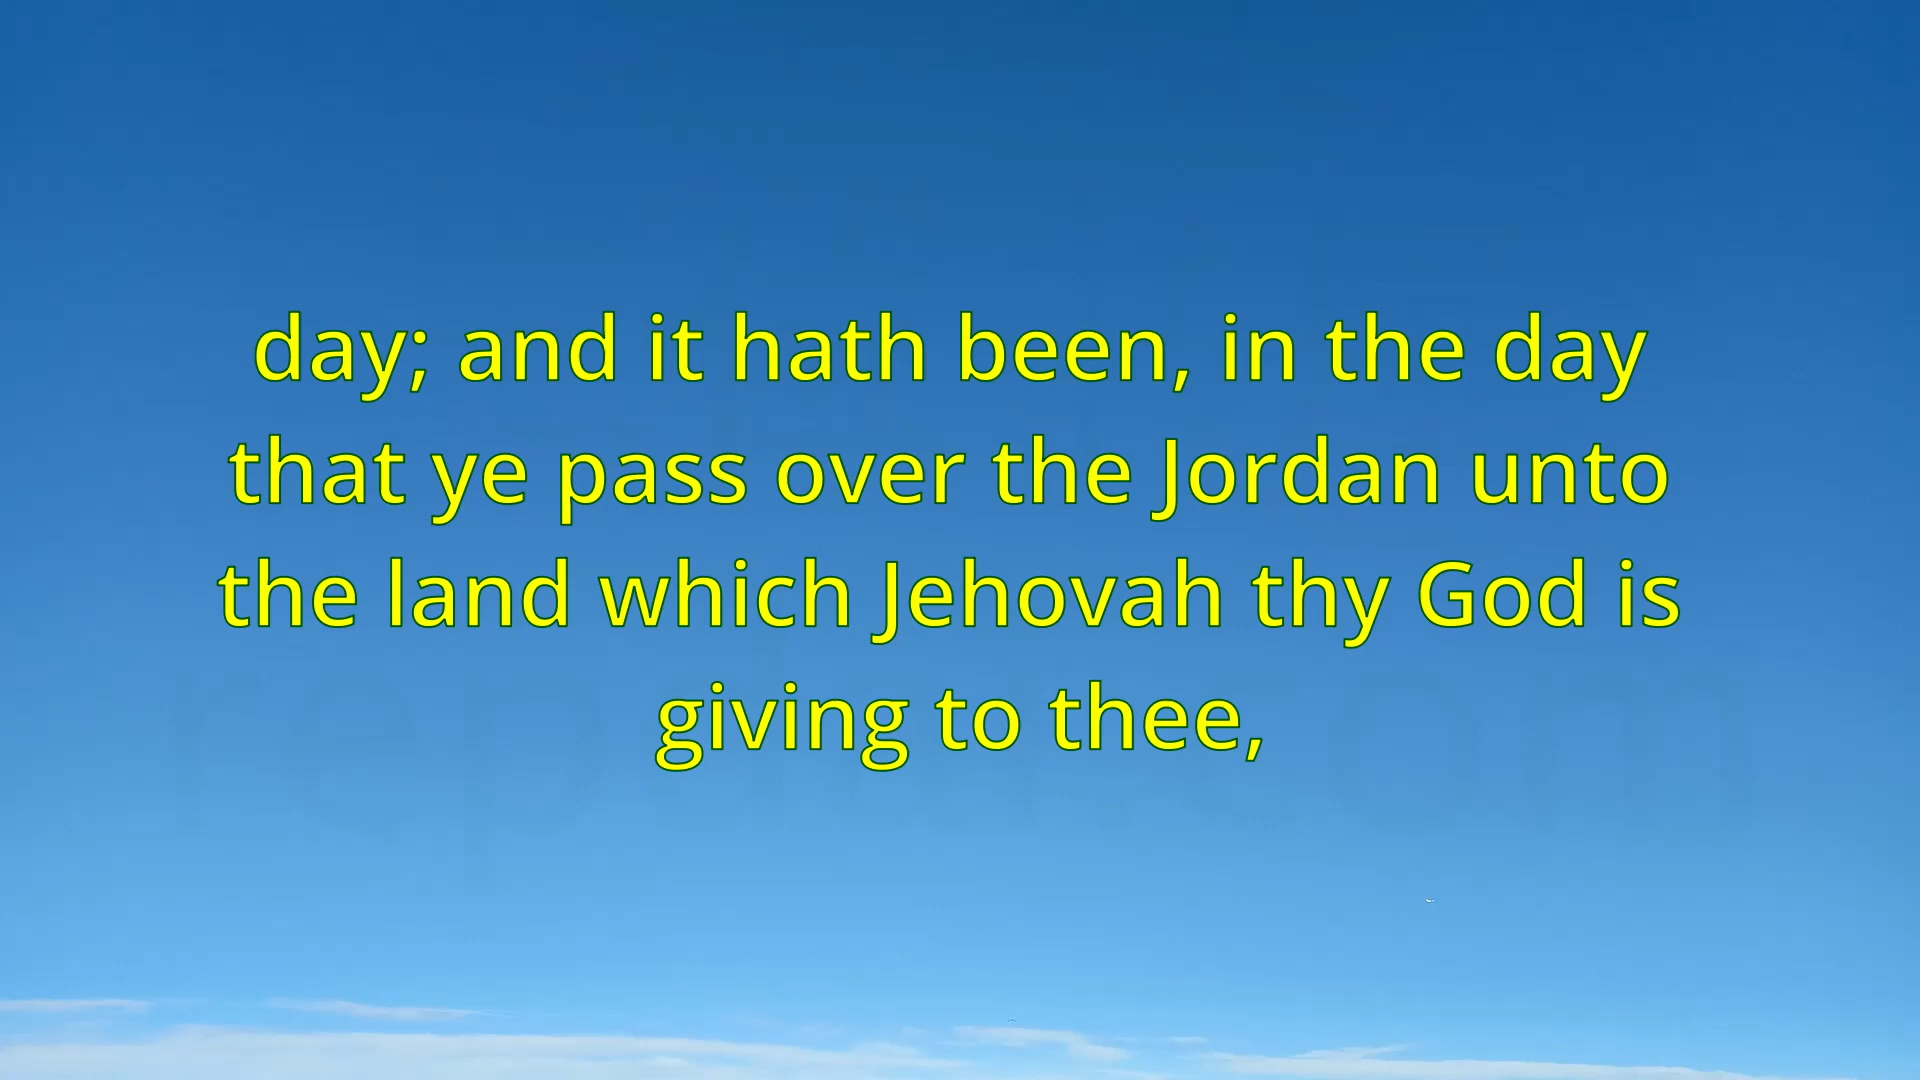 day; and it hath been, in the day
that ye pass over the Jordan unto
the land which Jehovah thy God is
giving to thee,